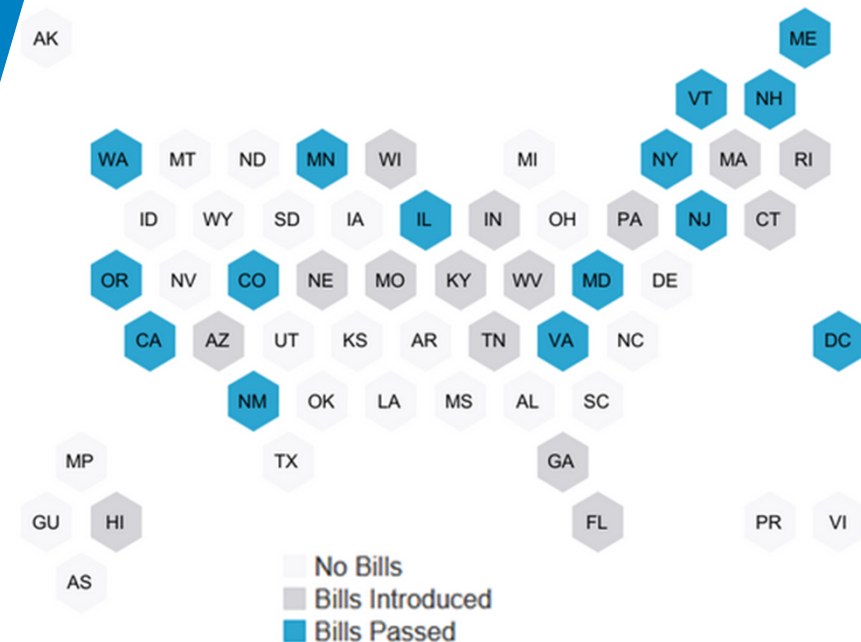 AK ME
VT NH
WA MT ND MN WI MI NY MA RI
ID WY SD IA IL IN OH PA NJ CT
OR NV CO NE MO KY WV MD DE
CA AZ UT KS AR TN VA NC DC
NM OK LA MS AL SC
MP TX GA
GU HI FL PR VI
AS
No Bills
Bills Introduced
Bills Passed